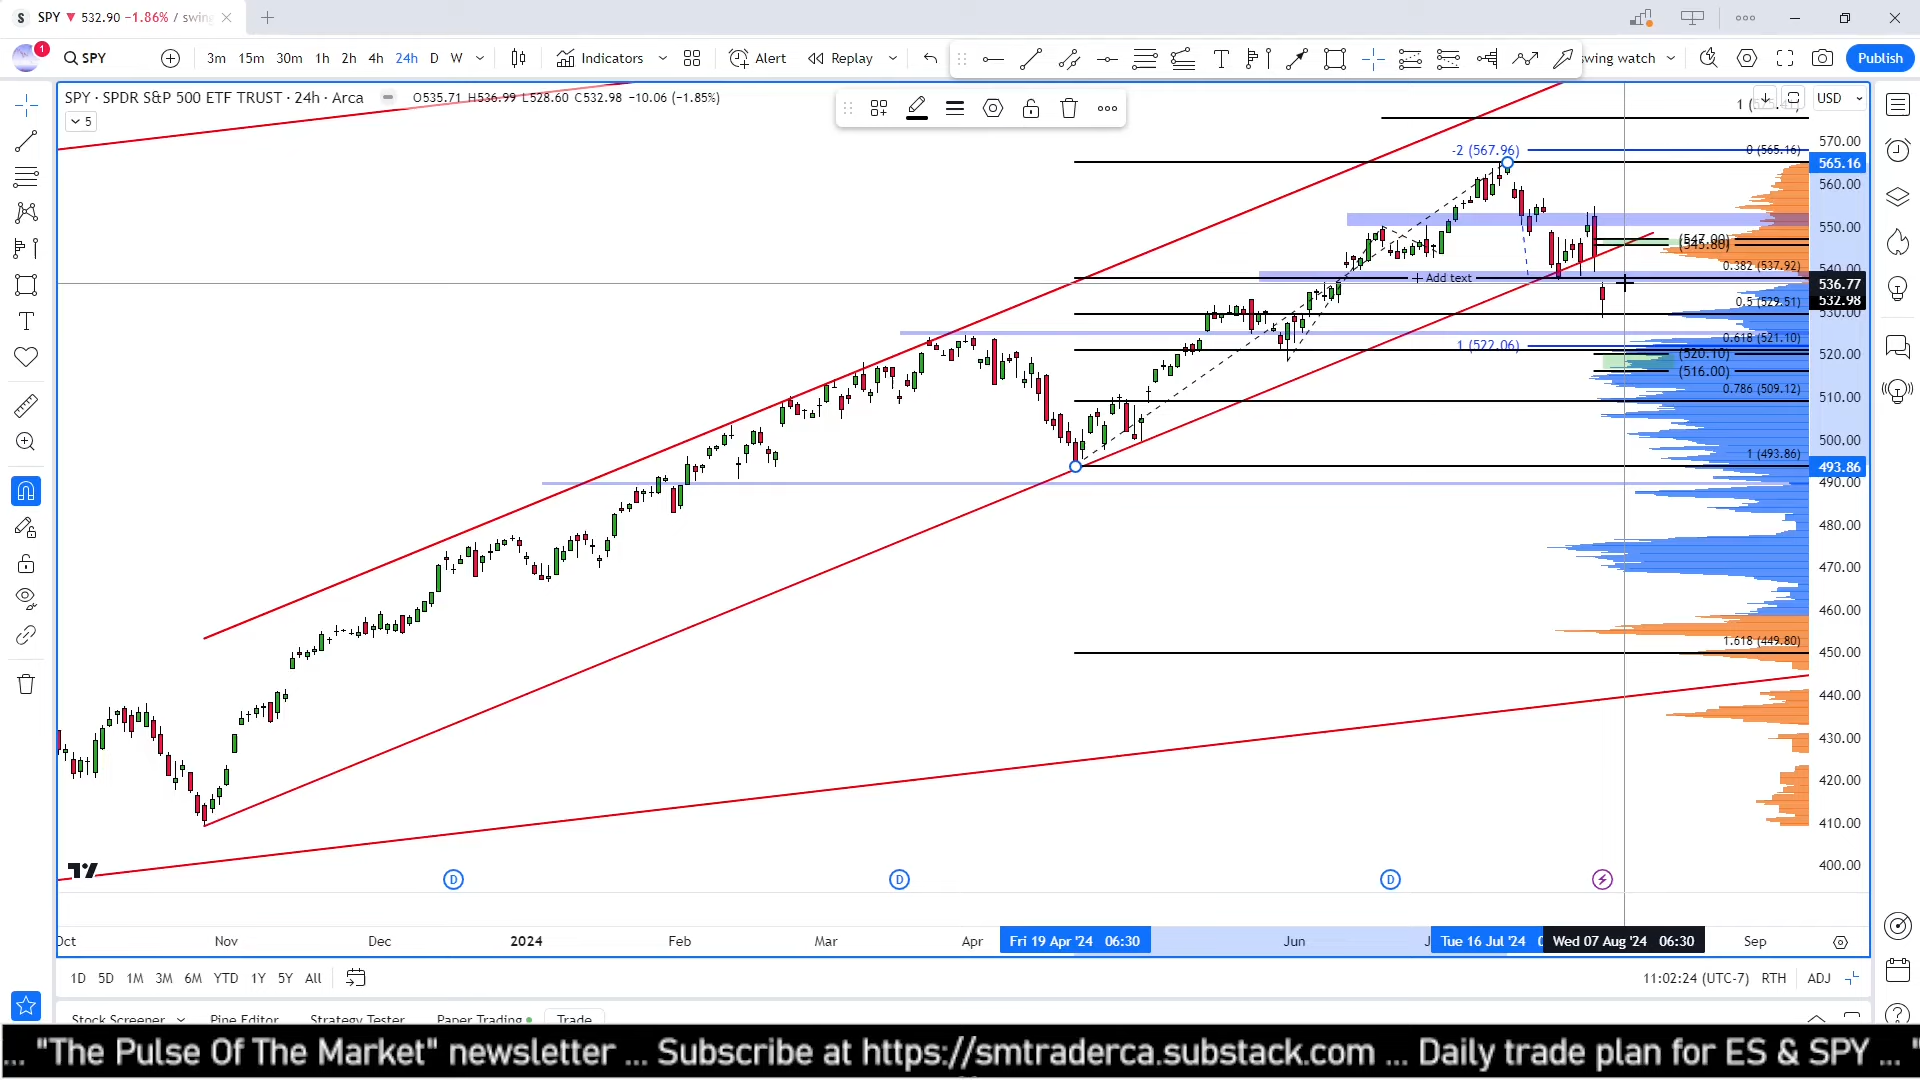 S SPY 532.90 −1.86% / swing
1
SPY
3m 15m 30m 1h 2h 4h 24h D W
Indicators
Alert
Replay
swing watch
Publish
SPY · SPDR S&P 500 ETF TRUST · 24h · Arca
O535.71 H536.99 L528.60 C532.98 −10.06 (−1.85%)
5
USD
570.00
-2 (567.96)
0 (565.16)
565.16
560.00
550.00
(547.00)
(545.80)
0.382 (537.92)
540.00
+ Add text
536.77
532.98
0.5 (529.51)
530.00
0.618 (521.10)
1 (522.06)
(520.10)
520.00
(516.00)
0.786 (509.12)
510.00
500.00
1 (493.86)
493.86
490.00
480.00
470.00
460.00
1.618 (449.80)
450.00
440.00
430.00
420.00
410.00
400.00
D D D
Oct Nov Dec 2024 Feb Mar Apr Fri 19 Apr '24 06:30 Jun Tue 16 Jul '24 Wed 07 Aug '24 06:30 Sep
1D 5D 1M 3M 6M YTD 1Y 5Y All
11:02:24 (UTC-7) RTH ADJ
Stock Screener Pine Editor Strategy Tester Paper Trading Trade
... "The Pulse Of The Market" newsletter ... Subscribe at https://smtraderca.substack.com ... Daily trade plan for ES & SPY ... "